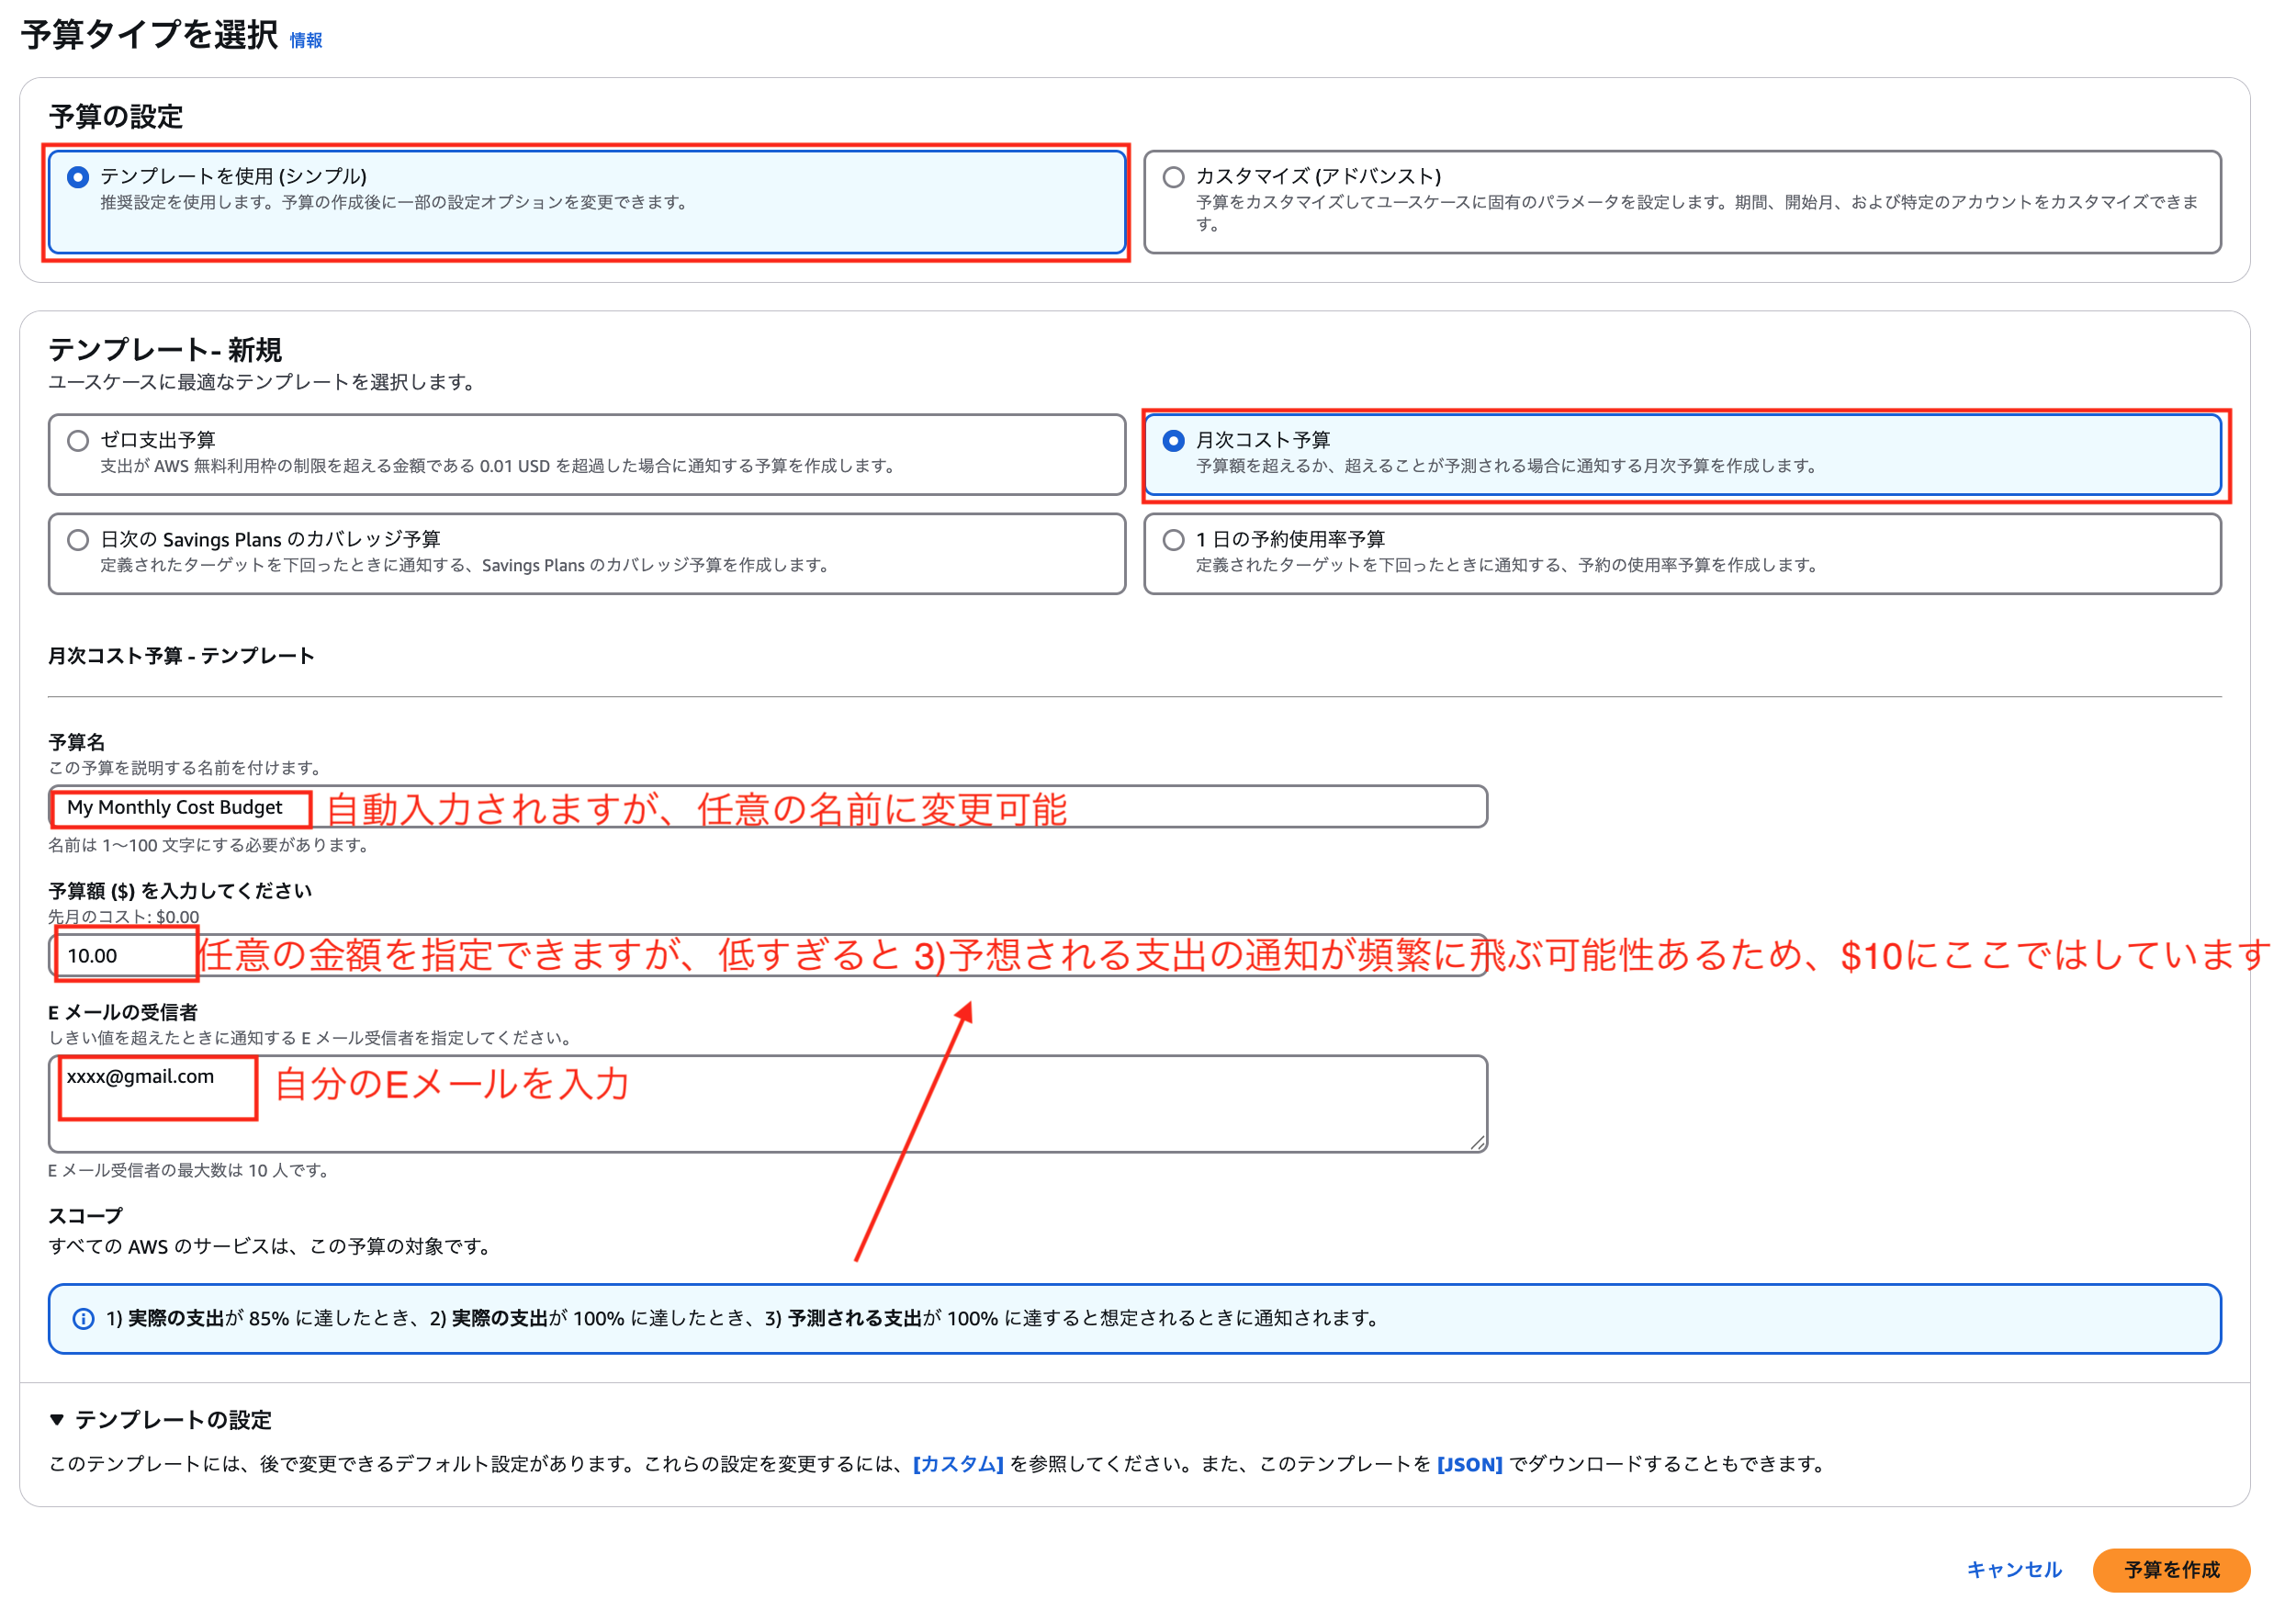 予算タイプを選択 情報
予算の設定
テンプレートを使用 (シンプル)
推奨設定を使用します。予算の作成後に一部の設定オプションを変更できます。
カスタマイズ (アドバンスト)
予算をカスタマイズしてユースケースに固有のパラメータを設定します。期間、開始月、および特定のアカウントをカスタマイズできま
す。
テンプレート- 新規
ユースケースに最適なテンプレートを選択します。
ゼロ支出予算
支出が AWS 無料利用枠の制限を超える金額である 0.01 USD を超過した場合に通知する予算を作成します。
月次コスト予算
予算額を超えるか、超えることが予測される場合に通知する月次予算を作成します。
日次の Savings Plans のカバレッジ予算
定義されたターゲットを下回ったときに通知する、Savings Plans のカバレッジ予算を作成します。
1 日の予約使用率予算
定義されたターゲットを下回ったときに通知する、予約の使用率予算を作成します。
月次コスト予算 - テンプレート
予算名
この予算を説明する名前を付けます。
My Monthly Cost Budget 自動入力されますが、任意の名前に変更可能
名前は 1～100 文字にする必要があります。
予算額 ($) を入力してください
先月のコスト: $0.00
10.00 任意の金額を指定できますが、低すぎると 3)予想される支出の通知が頻繁に飛ぶ可能性あるため、$10にここではしています
E メールの受信者
しきい値を超えたときに通知する E メール受信者を指定してください。
xxxx@gmail.com 自分のEメールを入力
E メール受信者の最大数は 10 人です。
スコープ
すべての AWS のサービスは、この予算の対象です。
1) 実際の支出が 85% に達したとき、2) 実際の支出が 100% に達したとき、3) 予測される支出が 100% に達すると想定されるときに通知されます。
▼ テンプレートの設定
このテンプレートには、後で変更できるデフォルト設定があります。これらの設定を変更するには、[カスタム] を参照してください。また、このテンプレートを [JSON] でダウンロードすることもできます。
キャンセル 予算を作成